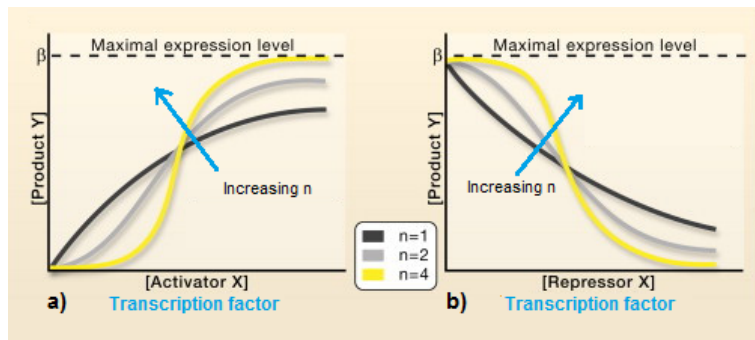 Maximal expression level
β
[Product Y]
Increasing n
[Activator X]
a)
Transcription factor
n=1
n=2
n=4
Maximal expression level
β
[Product Y]
Increasing n
[Repressor X]
b)
Transcription factor